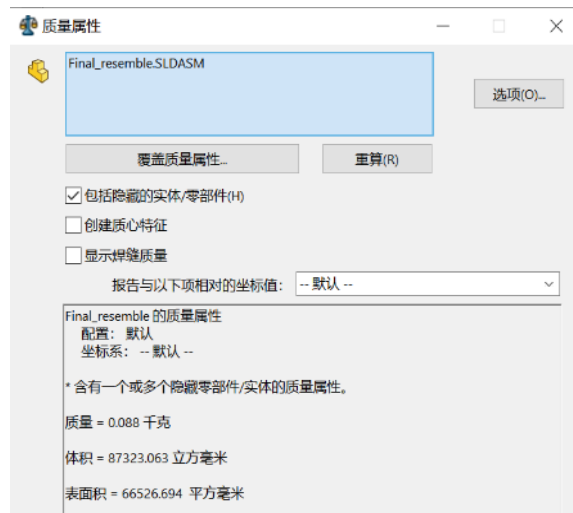 质量属性
Final_resemble.SLDASM
选项(O)...
覆盖质量属性...
重算(R)
包括隐藏的实体/零部件(H)
创建质心特征
显示焊缝质量
报告与以下项相对的坐标值: -- 默认 --
Final_resemble 的质量属性
配置: 默认
坐标系: -- 默认 --
* 含有一个或多个隐藏零部件/实体的质量属性。
质量 = 0.088 千克
体积 = 87323.063 立方毫米
表面积 = 66526.694 平方毫米